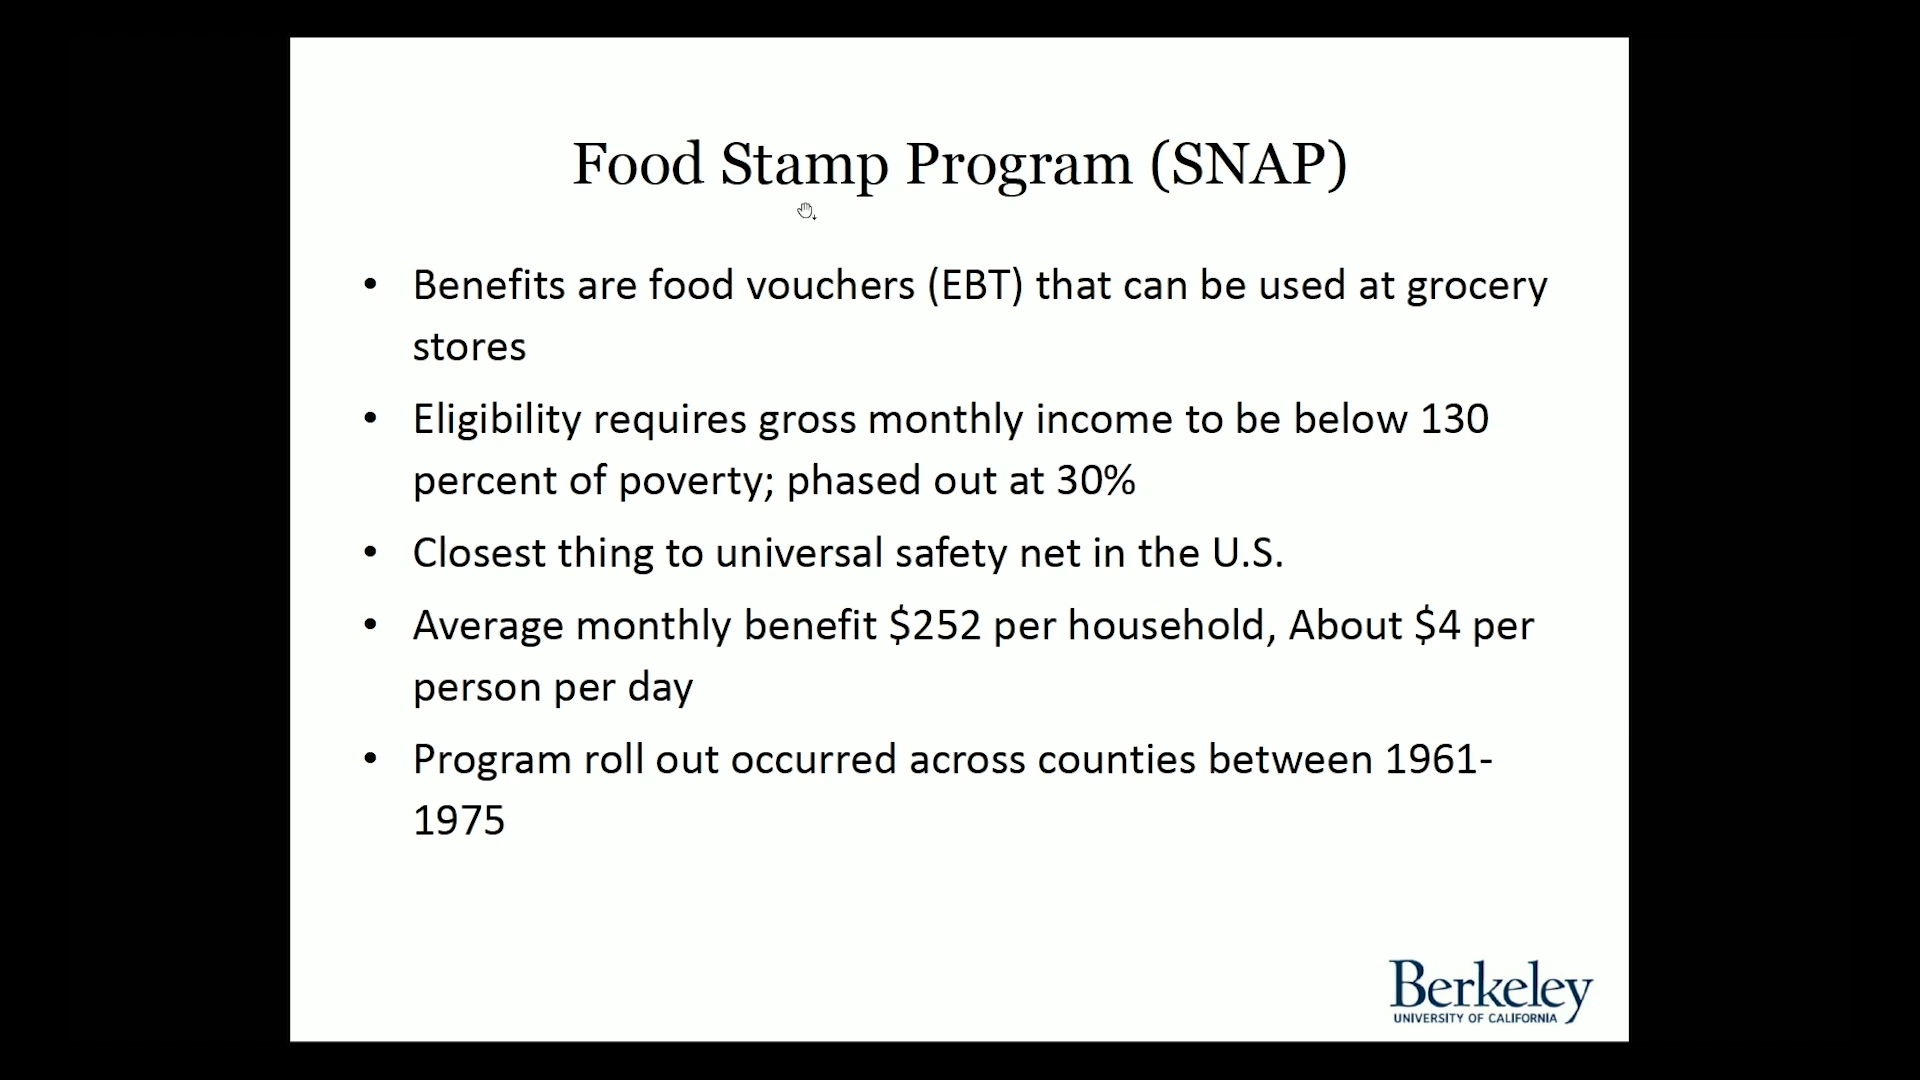 Food Stamp Program (SNAP)
• Benefits are food vouchers (EBT) that can be used at grocery
stores
• Eligibility requires gross monthly income to be below 130
percent of poverty; phased out at 30%
• Closest thing to universal safety net in the U.S.
• Average monthly benefit $252 per household, About $4 per
person per day
• Program roll out occurred across counties between 1961-
1975
Berkeley
UNIVERSITY OF CALIFORNIA